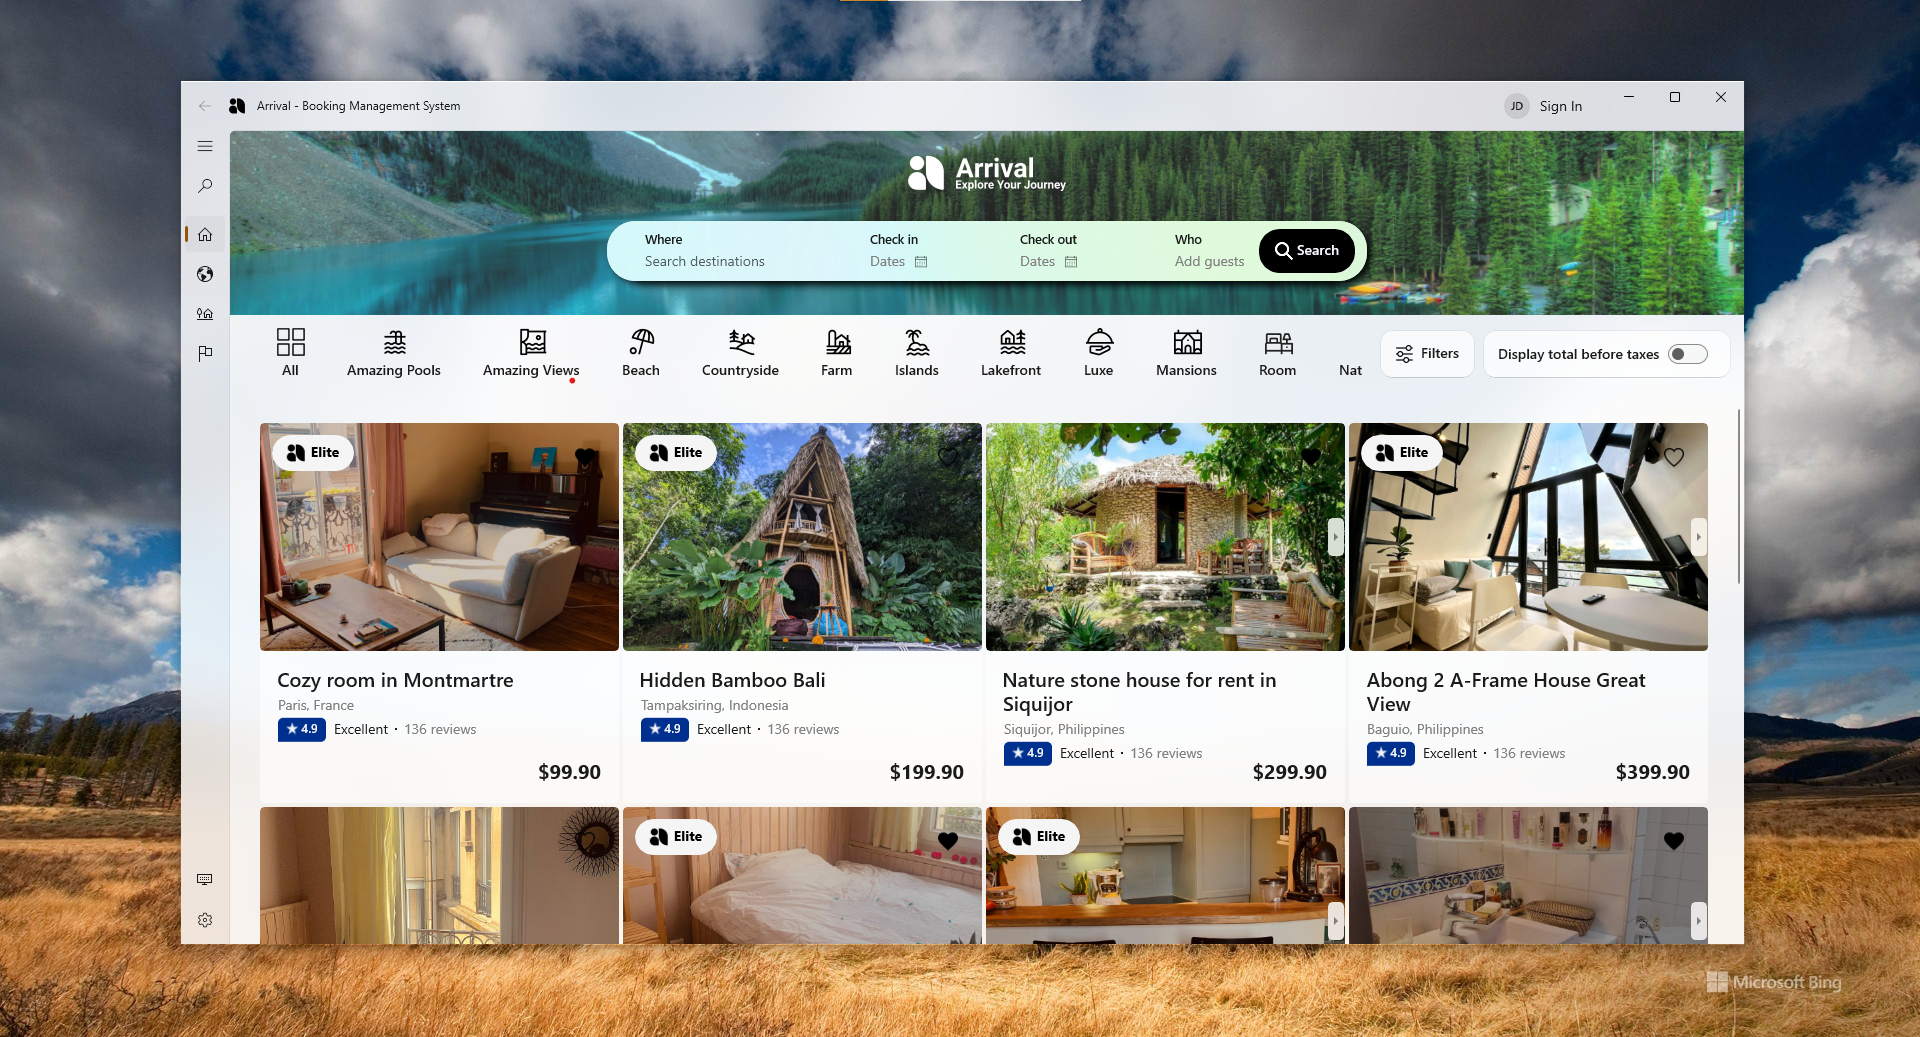 Arrival - Booking Management System
JD Sign In
Arrival
Explore Your Journey
Where
Search destinations
Check in
Dates
Check out
Dates
Who
Add guests
Search
All
Amazing Pools
Amazing Views
Beach
Countryside
Farm
Islands
Lakefront
Luxe
Mansions
Room
Nat
Filters
Display total before taxes
Elite
Cozy room in Montmartre
Paris, France
★ 4.9 Excellent · 136 reviews
$99.90
Elite
Hidden Bamboo Bali
Tampaksiring, Indonesia
★ 4.9 Excellent · 136 reviews
$199.90
Nature stone house for rent in
Siquijor
Siquijor, Philippines
★ 4.9 Excellent · 136 reviews
$299.90
Elite
Abong 2 A-Frame House Great
View
Baguio, Philippines
★ 4.9 Excellent · 136 reviews
$399.90
Elite
Elite
Microsoft Bing